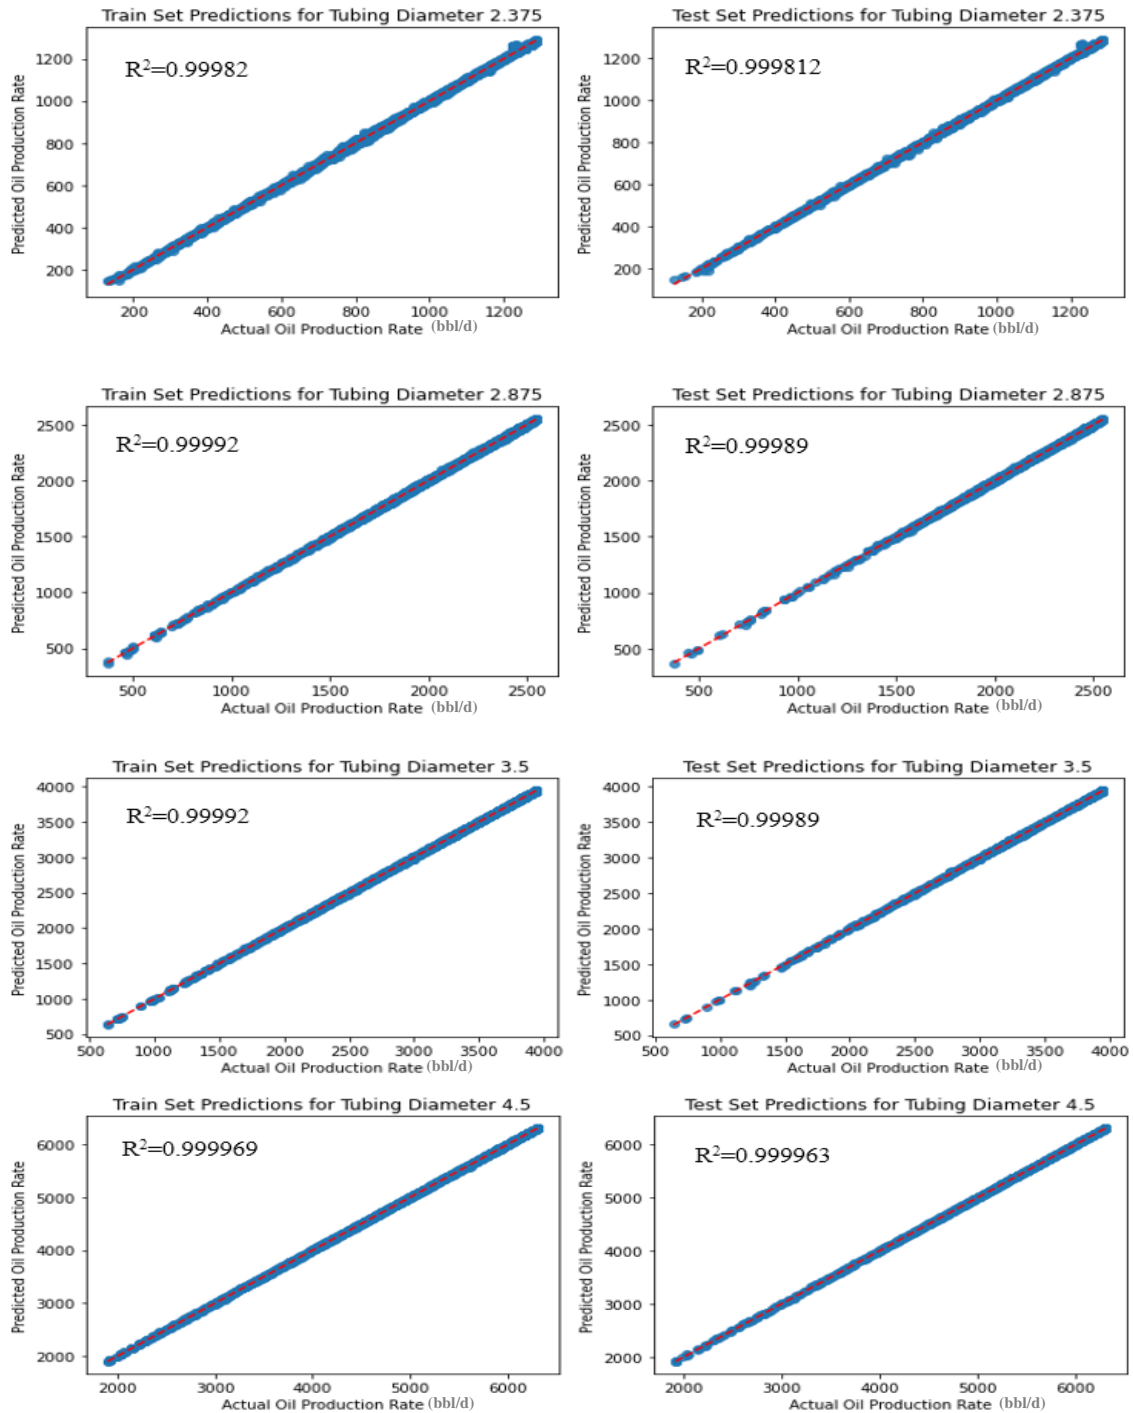 Train Set Predictions for Tubing Diameter 2.375
R²=0.99982
Predicted Oil Production Rate
1200
1000
800
600
400
200
200 400 600 800 1000 1200
Actual Oil Production Rate (bbl/d)
Test Set Predictions for Tubing Diameter 2.375
R²=0.999812
Predicted Oil Production Rate
1200
1000
800
600
400
200
200 400 600 800 1000 1200
Actual Oil Production Rate (bbl/d)
Train Set Predictions for Tubing Diameter 2.875
R²=0.99992
Predicted Oil Production Rate
2500
2000
1500
1000
500
500 1000 1500 2000 2500
Actual Oil Production Rate (bbl/d)
Test Set Predictions for Tubing Diameter 2.875
R²=0.99989
Predicted Oil Production Rate
2500
2000
1500
1000
500
500 1000 1500 2000 2500
Actual Oil Production Rate (bbl/d)
Train Set Predictions for Tubing Diameter 3.5
R²=0.99992
Predicted Oil Production Rate
4000
3500
3000
2500
2000
1500
1000
500
500 1000 1500 2000 2500 3000 3500 4000
Actual Oil Production Rate (bbl/d)
Test Set Predictions for Tubing Diameter 3.5
R²=0.99989
Predicted Oil Production Rate
4000
3500
3000
2500
2000
1500
1000
500
500 1000 1500 2000 2500 3000 3500 4000
Actual Oil Production Rate (bbl/d)
Train Set Predictions for Tubing Diameter 4.5
R²=0.999969
Predicted Oil Production Rate
6000
5000
4000
3000
2000
2000 3000 4000 5000 6000
Actual Oil Production Rate (bbl/d)
Test Set Predictions for Tubing Diameter 4.5
R²=0.999963
Predicted Oil Production Rate
6000
5000
4000
3000
2000
2000 3000 4000 5000 6000
Actual Oil Production Rate (bbl/d)